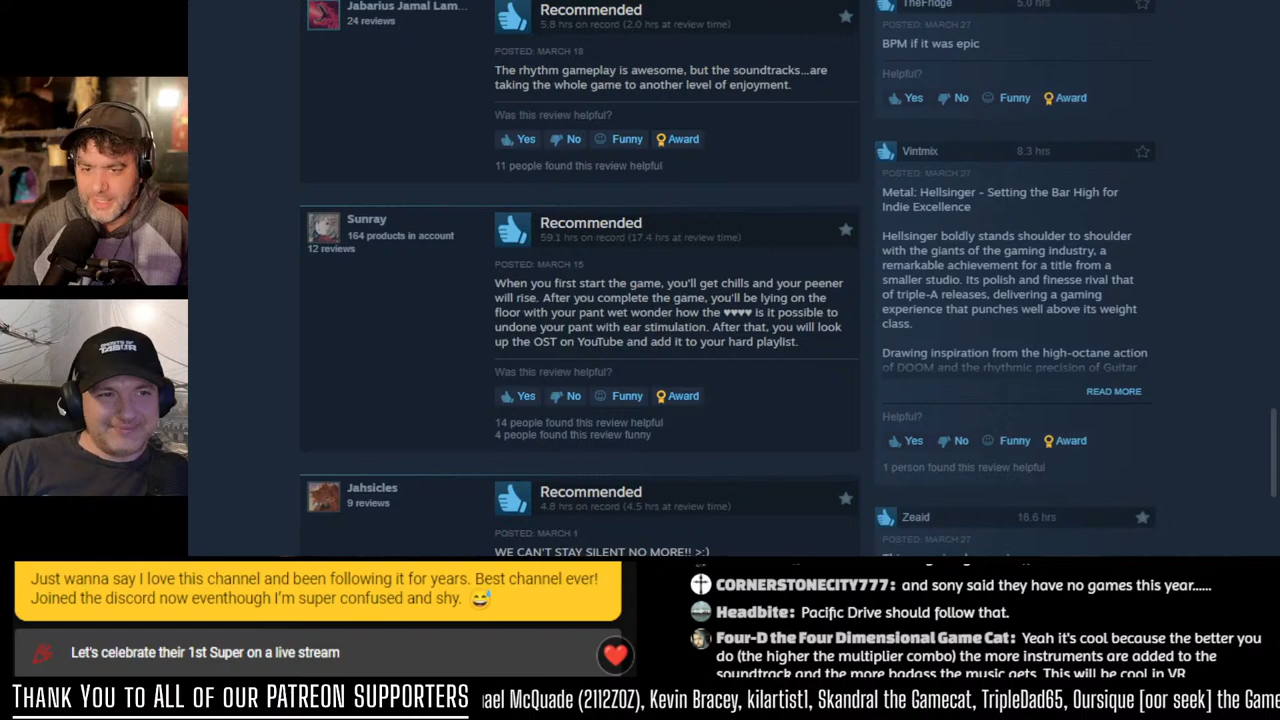 Jabarius Jamal Lam...
24 reviews
Recommended
5.8 hrs on record (2.0 hrs at review time)
POSTED: MARCH 18
The rhythm gameplay is awesome, but the soundtracks...are
taking the whole game to another level of enjoyment.
Was this review helpful?
Yes No Funny Award
11 people found this review helpful
Sunray
164 products in account
12 reviews
Recommended
59.1 hrs on record (17.4 hrs at review time)
POSTED: MARCH 15
When you first start the game, you'll get chills and your peener
will rise. After you complete the game, you'll be lying on the
floor with your pant wet wonder how the ♥♥♥♥ is it possible to
undone your pant with ear stimulation. After that, you will look
up the OST on YouTube and add it to your hard playlist.
Was this review helpful?
Yes No Funny Award
14 people found this review helpful
4 people found this review funny
Jahsicles
9 reviews
Recommended
4.8 hrs on record (4.5 hrs at review time)
POSTED: MARCH 1
WE CAN'T STAY SILENT NO MORE!! >:)
TheFridge 5.0 hrs
POSTED: MARCH 27
BPM if it was epic
Helpful?
Yes No Funny Award
Vintmix 8.3 hrs
POSTED: MARCH 27
Metal: Hellsinger - Setting the Bar High for
Indie Excellence
Hellsinger boldly stands shoulder to shoulder
with the giants of the gaming industry, a
remarkable achievement for a title from a
smaller studio. Its polish and finesse rival that
of triple-A releases, delivering a gaming
experience that punches well above its weight
class.
Drawing inspiration from the high-octane action
of DOOM and the rhythmic precision of Guitar
READ MORE
Helpful?
Yes No Funny Award
1 person found this review helpful
Zeaid 16.6 hrs
POSTED: MARCH 27
GHOSTS OF
TABOR
Just wanna say I love this channel and been following it for years. Best channel ever!
Joined the discord now eventhough I'm super confused and shy. 😅
Let's celebrate their 1st Super on a live stream
CORNERSTONECITY777: and sony said they have no games this year......
Headbite: Pacific Drive should follow that.
Four-D the Four Dimensional Game Cat: Yeah it's cool because the better you
do (the higher the multiplier combo) the more instruments are added to the
soundtrack and the more badass the music gets. This will be cool in VR
THANK YOU TO ALL OF OUR PATREON SUPPORTERS
ael McQuade (2112ZOZ), Kevin Bracey, kilartist1, Skandral the Gamecat, TripleDad65, Oursique [oor seek] the Game